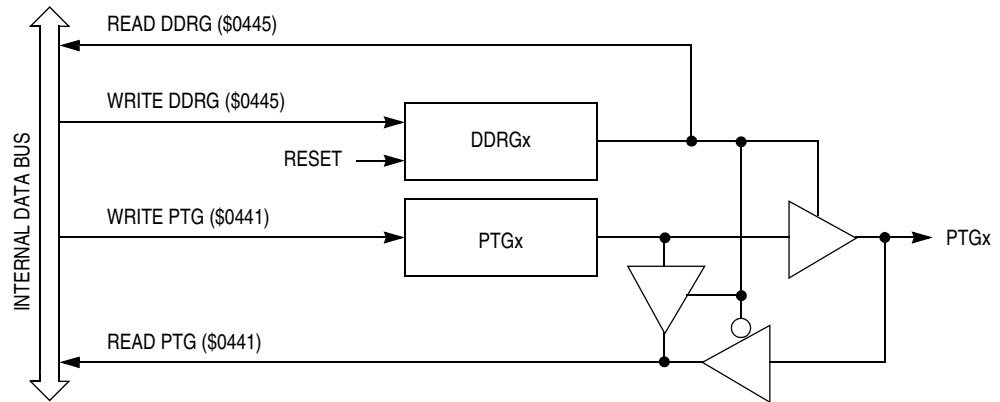 READ DDRG ($0445)
WRITE DDRG ($0445)
DDRGx
RESET
WRITE PTG ($0441)
PTGx
PTGx
READ PTG ($0441)
INTERNAL DATA BUS